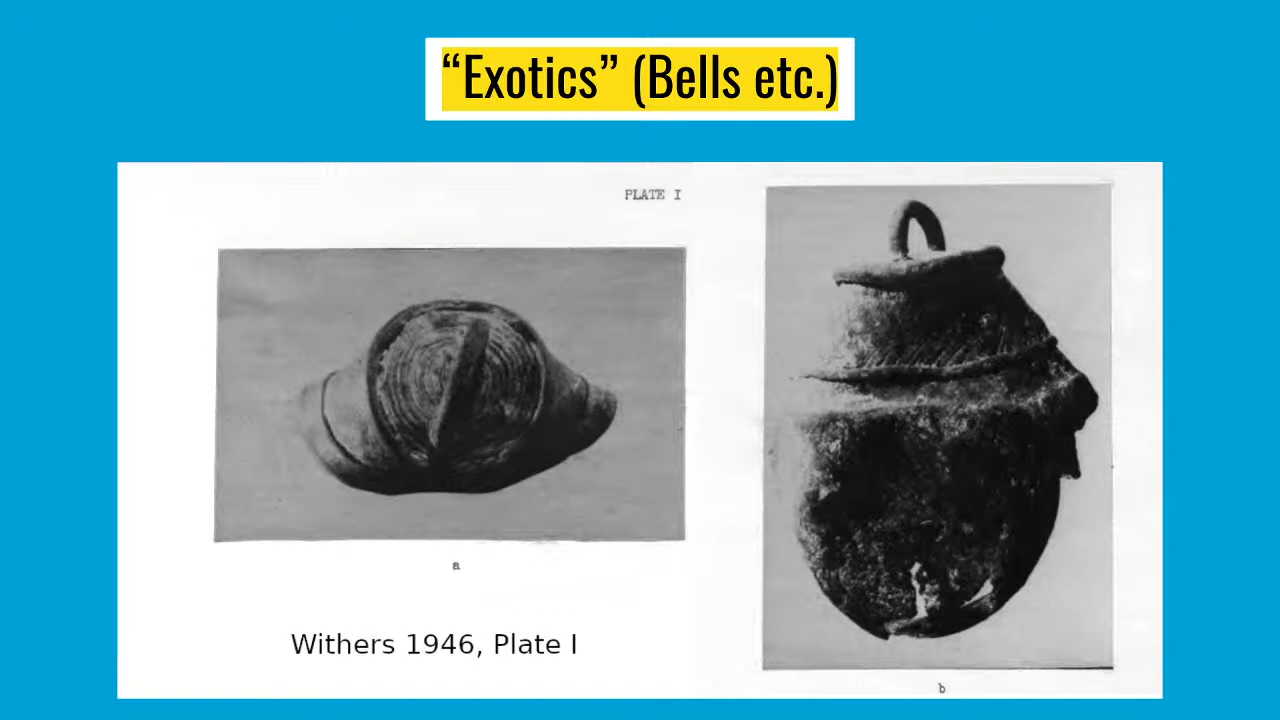 “Exotics” (Bells etc.)
PLATE I
a
Withers 1946, Plate I
b